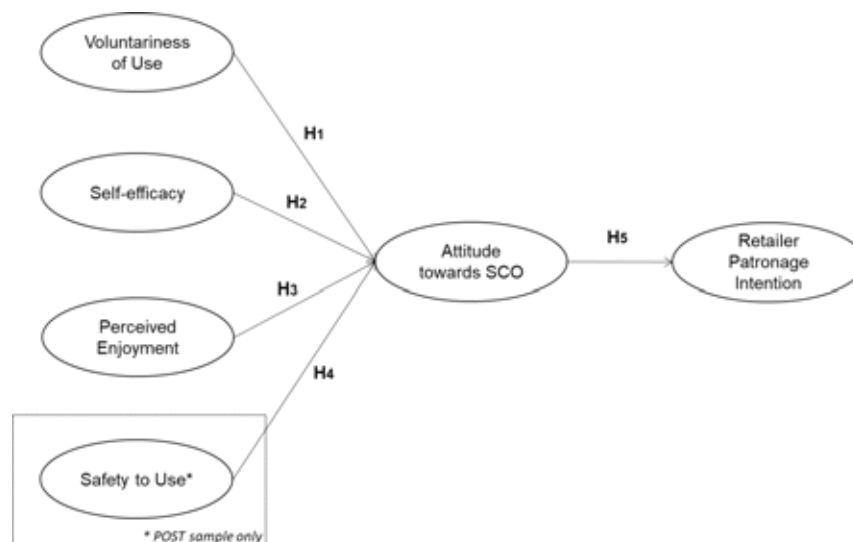 Voluntariness
of Use
H1
Self-efficacy
H2
Attitude
towards SCO
H5
Retailer
Patronage
Intention
H3
Perceived
Enjoyment
H4
Safety to Use*
* POST sample only